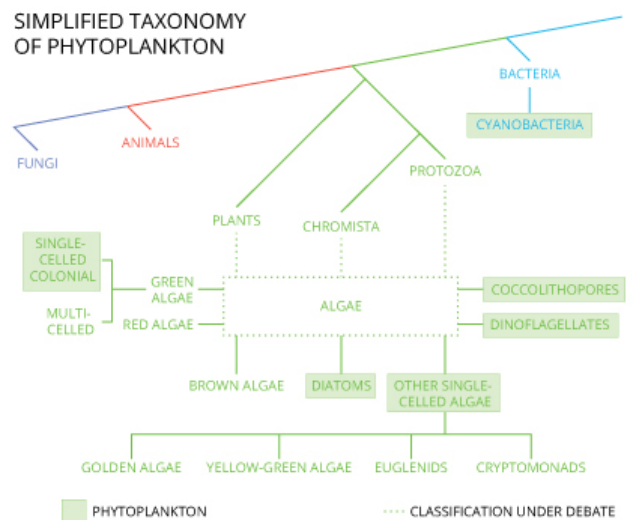 SIMPLIFIED TAXONOMY
OF PHYTOPLANKTON
BACTERIA
CYANOBACTERIA
ANIMALS
FUNGI
PROTOZOA
PLANTS
CHROMISTA
SINGLE-
CELLED
COLONIAL
MULTI-
CELLED
GREEN
ALGAE
RED ALGAE
ALGAE
COCCOLITHOPORES
DINOFLAGELLATES
BROWN ALGAE
DIATOMS
OTHER SINGLE-
CELLED ALGAE
GOLDEN ALGAE
YELLOW-GREEN ALGAE
EUGLENIDS
CRYPTOMONADS
PHYTOPLANKTON
CLASSIFICATION UNDER DEBATE